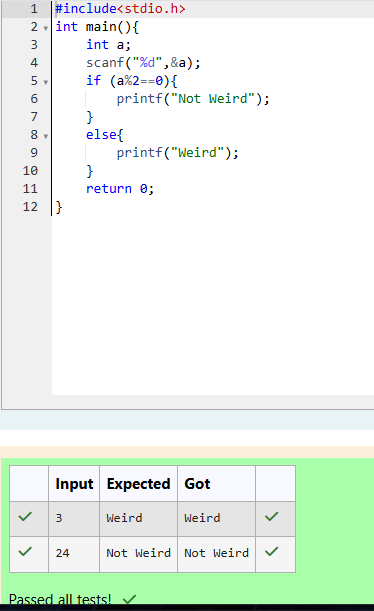 1 #include<stdio.h>
2 int main(){
3     int a;
4     scanf("%d",&a);
5     if (a%2==0){
6         printf("Not Weird");
7     }
8     else{
9         printf("Weird");
10     }
11     return 0;
12 }
Input Expected Got
3 Weird Weird
24 Not Weird Not Weird
Passed all tests!